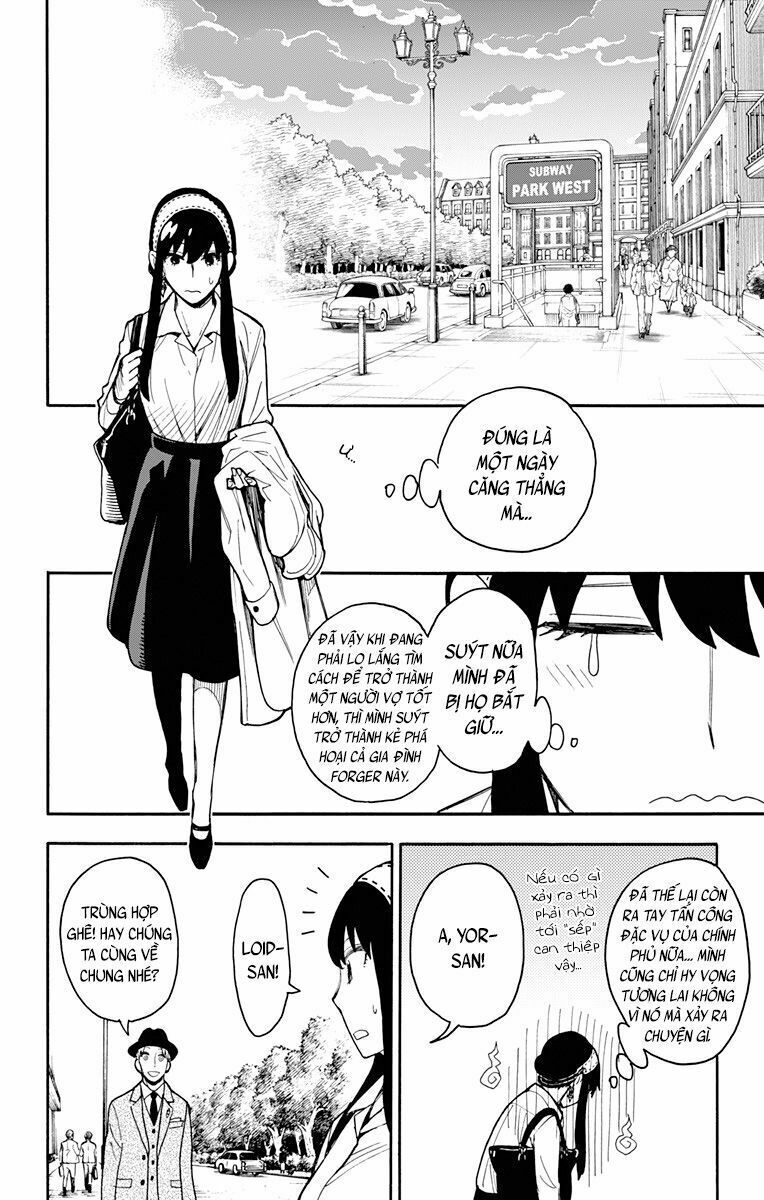 SUBWAY
PARK WEST
ĐÚNG LÀ
MỘT NGÀY
CĂNG THẲNG
MÀ...
SUÝT NỮA
MÌNH ĐÃ
BỊ HỌ BẮT
GIỮ...
ĐÃ VẬY KHI ĐANG
PHẢI LO LẮNG TÌM
CÁCH ĐỂ TRỞ THÀNH
MỘT NGƯỜI VỢ TỐT
HƠN, THÌ MÌNH SUÝT
TRỞ THÀNH KẺ PHÁ
HOẠI CẢ GIA ĐÌNH
FORGER NÀY.
ĐÃ THẾ LẠI CÒN
RA TAY TẤN CÔNG
ĐẶC VỤ CỦA CHÍNH
PHỦ NỮA... MÌNH
CŨNG CHỈ HY VỌNG
TƯƠNG LAI KHÔNG
VÌ NÓ MÀ XẢY RA
CHUYỆN GÌ.
Nếu có gì
xảy ra thì
phải nhờ
tới "sếp"
can thiệp
vậy...
A, YOR-
SAN!
LOID-
SAN!
TRÙNG HỢP
GHÊ! HAY CHÚNG
TA CÙNG VỀ
CHUNG NHÉ?